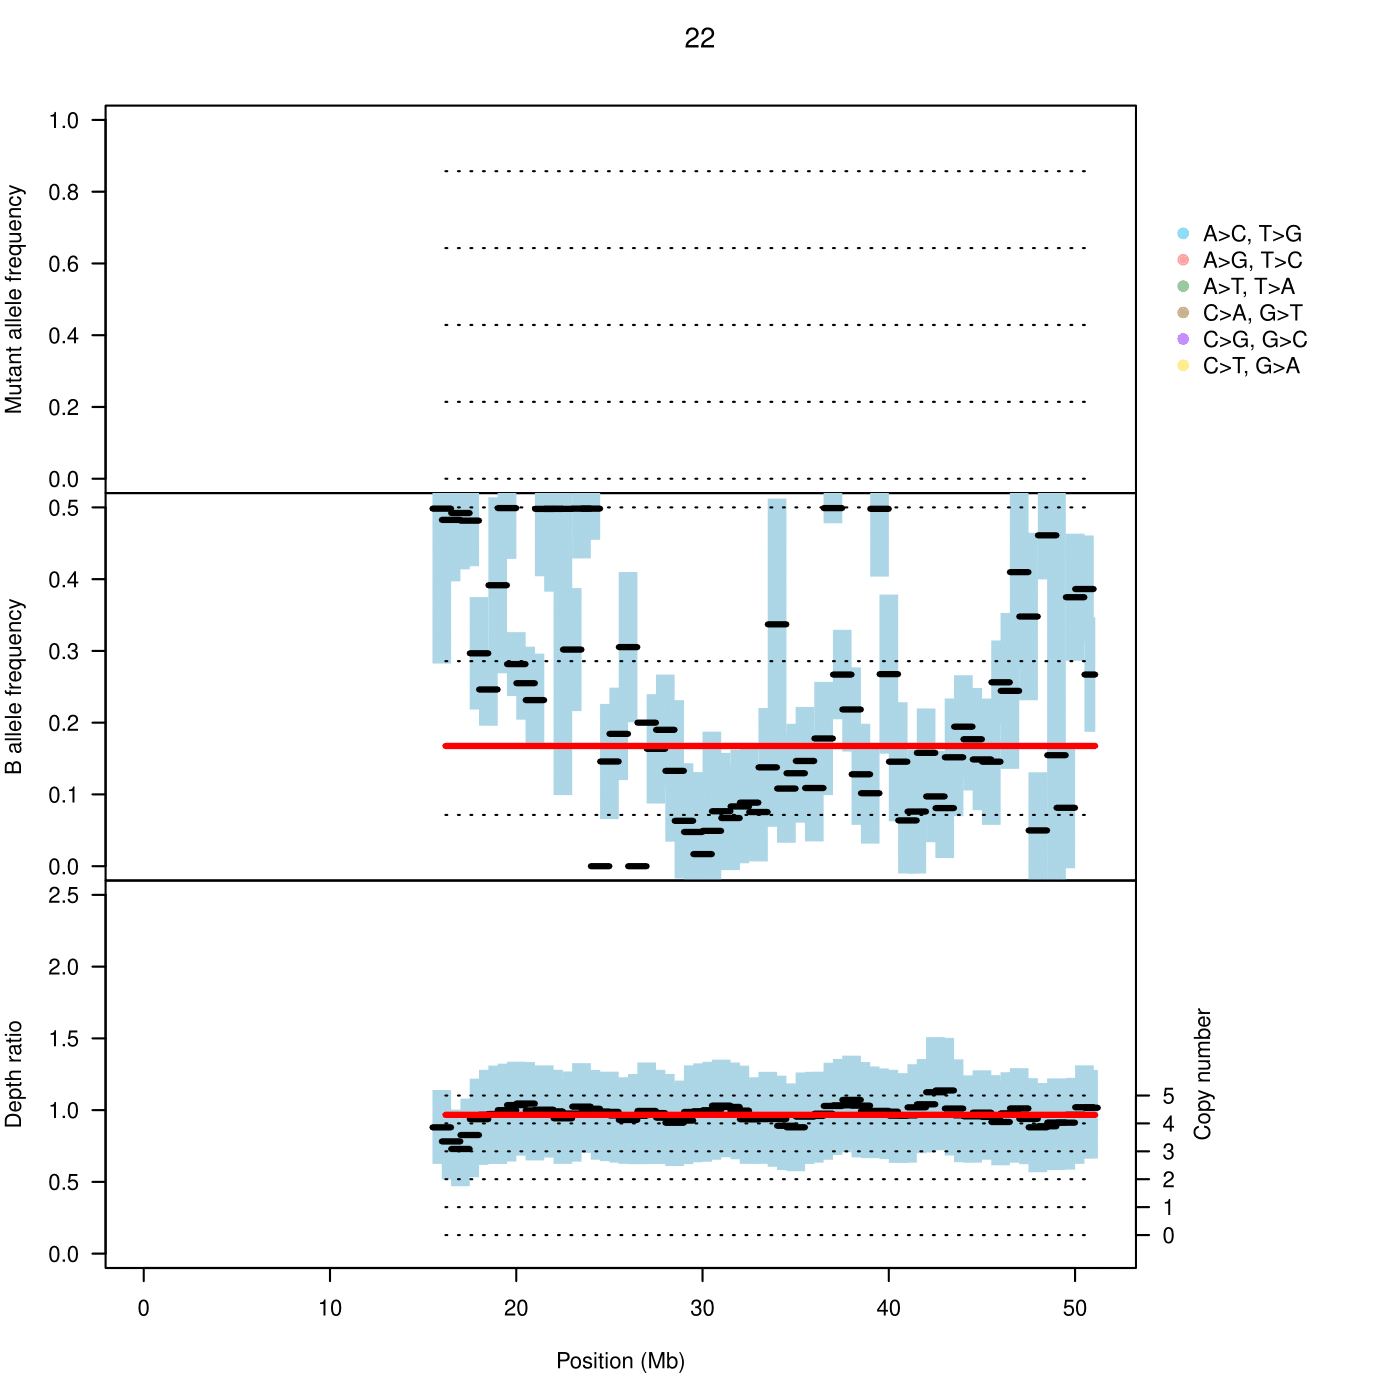 22
Mutant allele frequency
1.0
0.8
0.6
0.4
0.2
0.0
A>C, T>G
A>G, T>C
A>T, T>A
C>A, G>T
C>G, G>C
C>T, G>A
B allele frequency
0.5
0.4
0.3
0.2
0.1
0.0
Depth ratio
2.5
2.0
1.5
1.0
0.5
0.0
Copy number
5
4
3
2
1
0
0 10 20 30 40 50
Position (Mb)